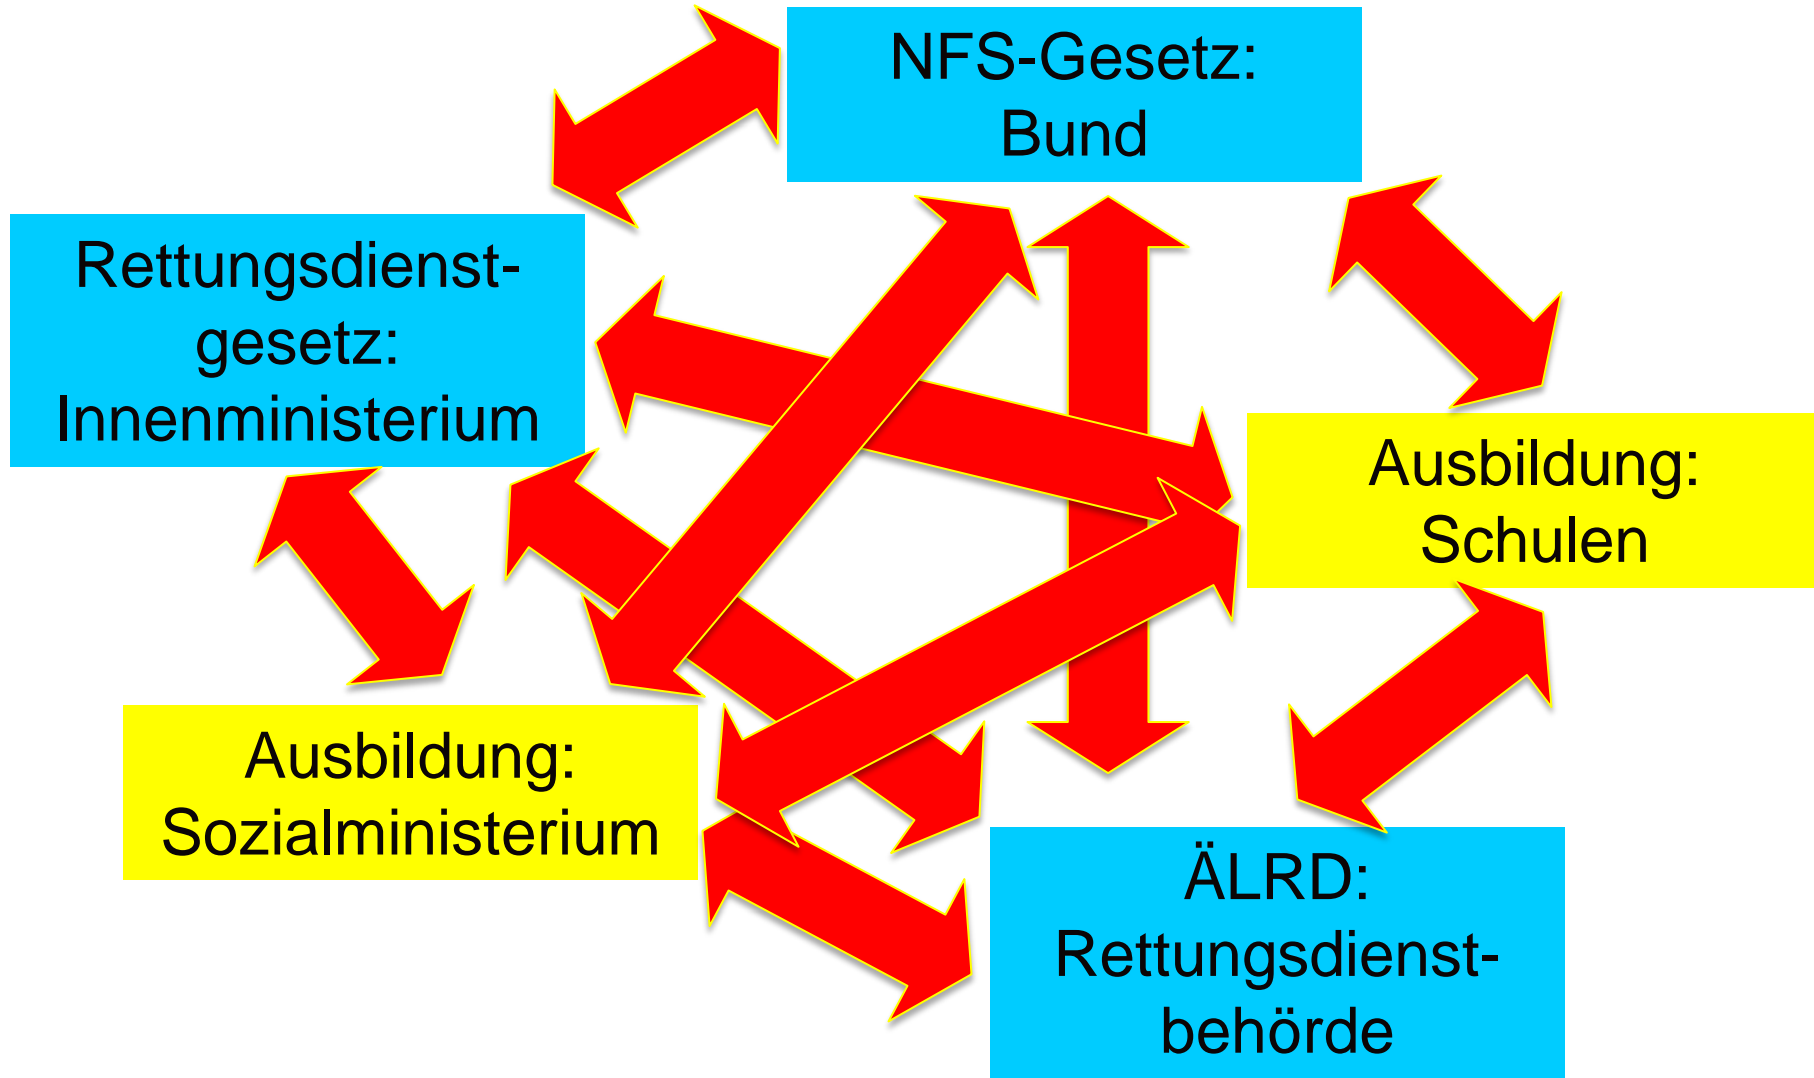 NFS-Gesetz:
Bund
Rettungsdienst-
gesetz:
Innenministerium
Ausbildung:
Schulen
Ausbildung:
Sozialministerium
ÄLRD:
Rettungsdienst-
behörde